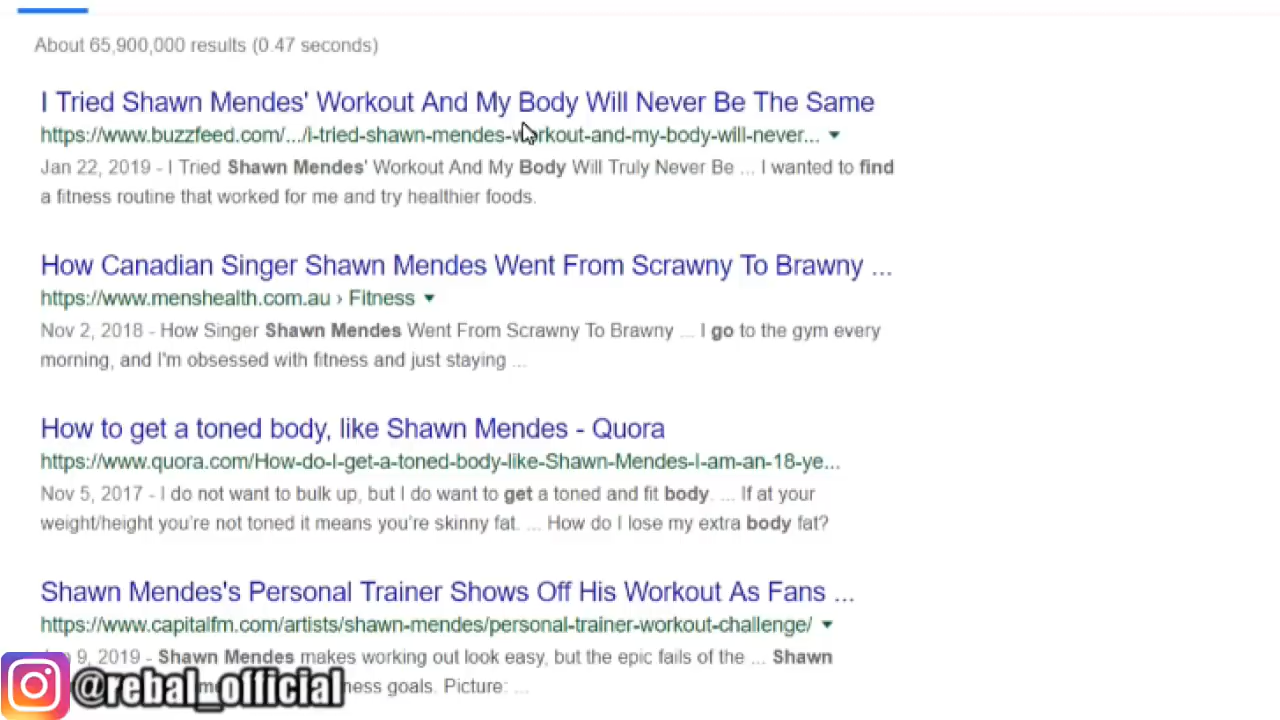 About 65,900,000 results (0.47 seconds)
I Tried Shawn Mendes' Workout And My Body Will Never Be The Same
https://www.buzzfeed.com/.../i-tried-shawn-mendes-workout-and-my-body-will-never...
Jan 22, 2019 - I Tried Shawn Mendes' Workout And My Body Will Truly Never Be ... I wanted to find
a fitness routine that worked for me and try healthier foods.
How Canadian Singer Shawn Mendes Went From Scrawny To Brawny ...
https://www.menshealth.com.au › Fitness
Nov 2, 2018 - How Singer Shawn Mendes Went From Scrawny To Brawny ... I go to the gym every
morning, and I'm obsessed with fitness and just staying ...
How to get a toned body, like Shawn Mendes - Quora
https://www.quora.com/How-do-I-get-a-toned-body-like-Shawn-Mendes-I-am-an-18-ye...
Nov 5, 2017 - I do not want to bulk up, but I do want to get a toned and fit body. ... If at your
weight/height you're not toned it means you're skinny fat. ... How do I lose my extra body fat?
Shawn Mendes's Personal Trainer Shows Off His Workout As Fans ...
https://www.capitalfm.com/artists/shawn-mendes/personal-trainer-workout-challenge/
9, 2019 - Shawn Mendes makes working out look easy, but the epic fails of the ... Shawn
goals. Picture: ...
@rebal_official